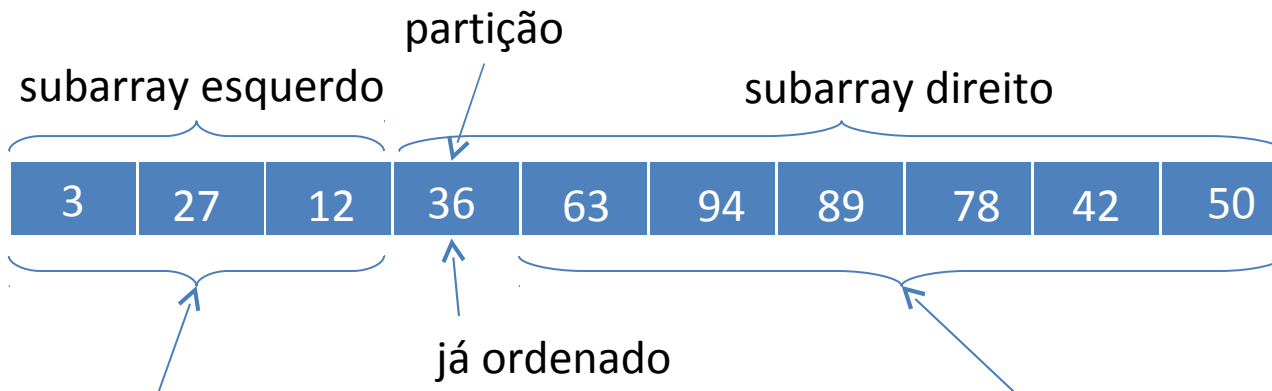 partição
subarray esquerdo
subarray direito
3 27 12 36 63 94 89 78 42 50
já ordenado